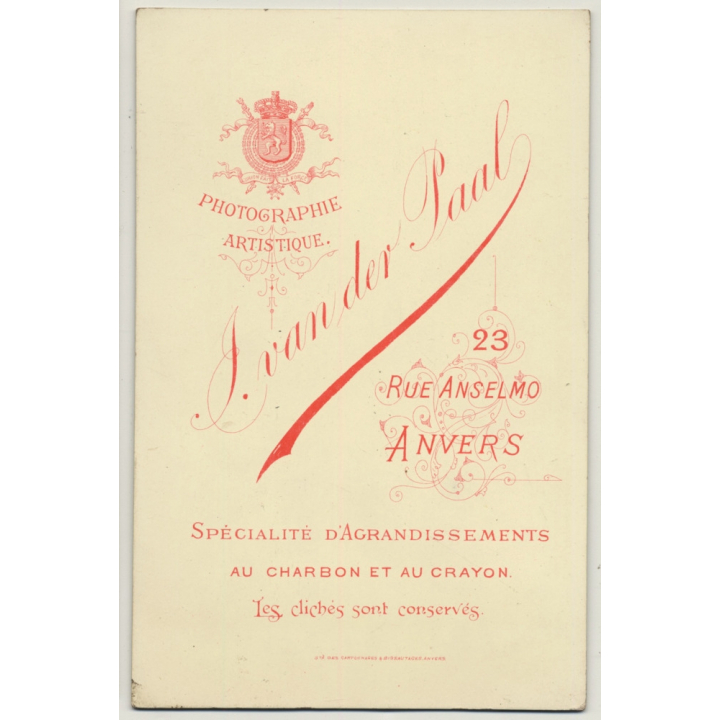 PHOTOGRAPHIE
ARTISTIQUE.
J. van der Paal
23
RUE ANSELMO
ANVERS
SPÉCIALITÉ D'AGRANDISSEMENTS
AU CHARBON ET AU CRAYON.
Les clichés sont conservés.